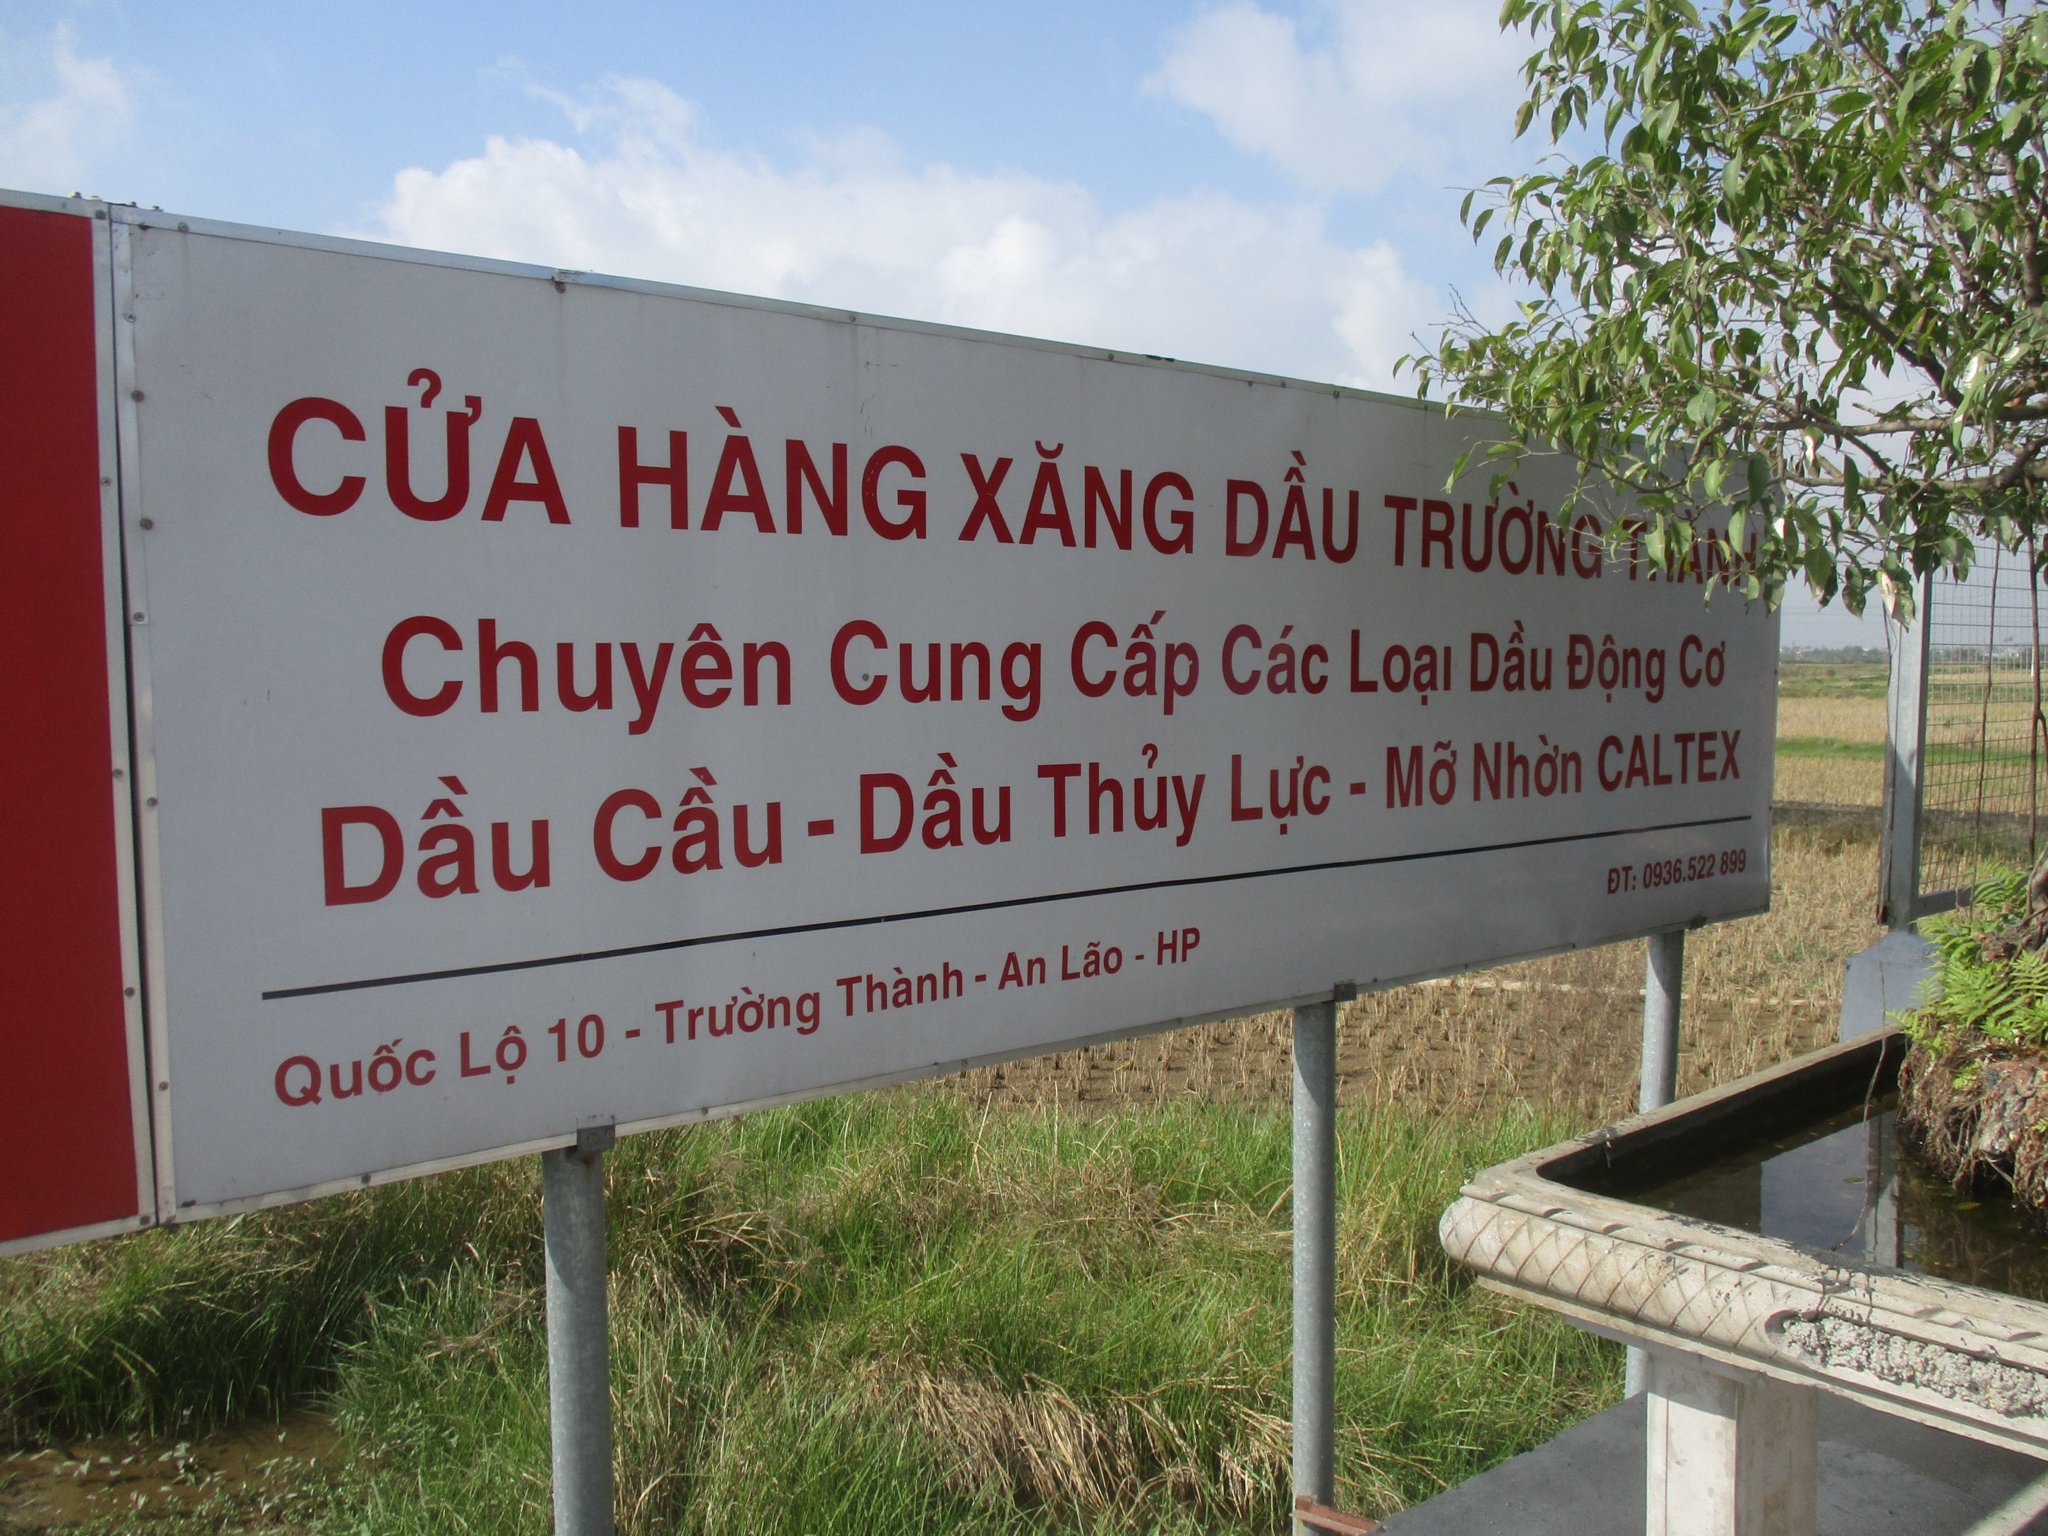 CỬA HÀNG XĂNG DẦU TRƯỜNG THÀNH
Chuyên Cung Cấp Các Loại Dầu Động Cơ
Dầu Cầu - Dầu Thủy Lực - Mỡ Nhờn CALTEX
ĐT: 0936.522 899
Quốc Lộ 10 - Trường Thành - An Lão - HP